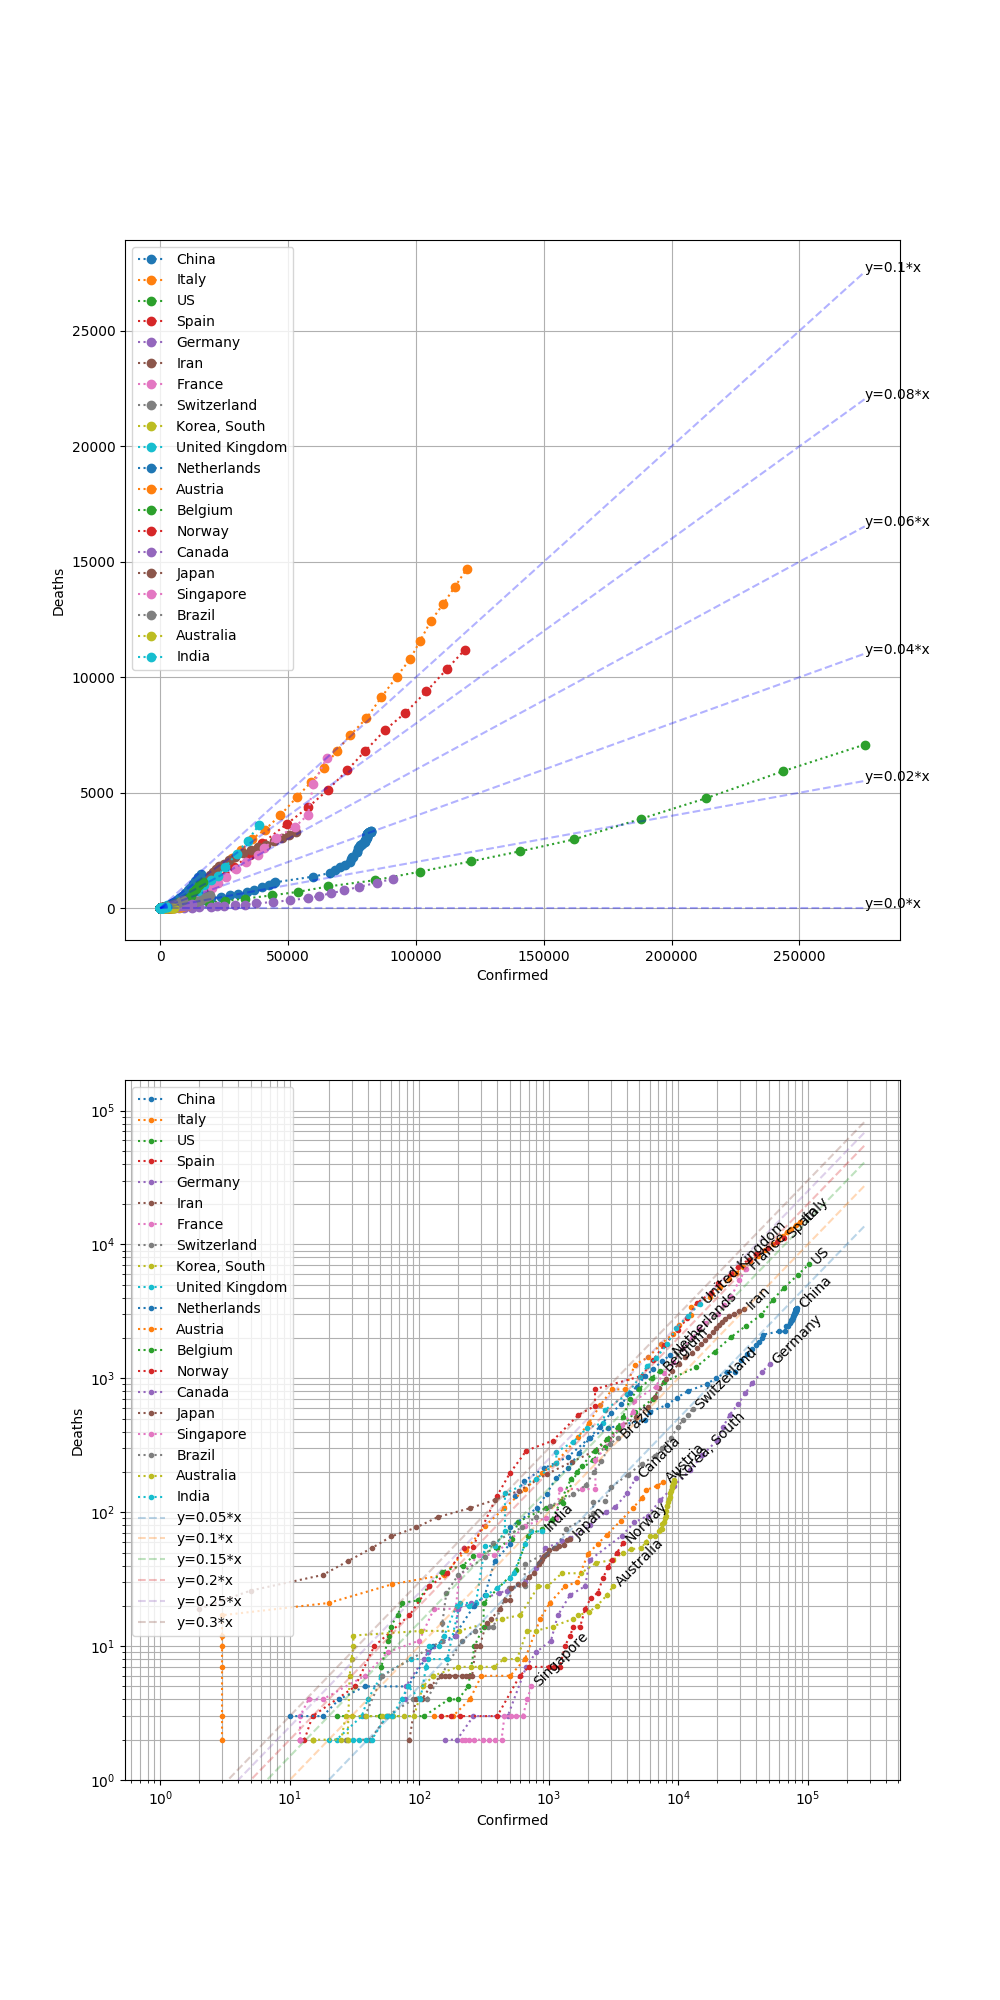 y=0.1*x
y=0.08*x
y=0.06*x
y=0.04*x
y=0.02*x
y=0.0*x
China
Italy
US
Spain
Germany
Iran
France
Switzerland
Korea, South
United Kingdom
Netherlands
Austria
Belgium
Norway
Canada
Japan
Singapore
Brazil
Australia
India
25000
20000
15000
10000
5000
0
Deaths
0
50000
100000
150000
200000
250000
Confirmed
China
Italy
US
Spain
Germany
Iran
France
Switzerland
Korea, South
United Kingdom
Netherlands
Austria
Belgium
Norway
Canada
Japan
Singapore
Brazil
Australia
India
y=0.05*x
y=0.1*x
y=0.15*x
y=0.2*x
y=0.25*x
y=0.3*x
United Kingdom
France
Spain
Italy
US
China
Iran
Netherlands
Belgium
Germany
Switzerland
Brazil
Korea, South
Canada
Austria
India
Japan
Norway
Australia
Singapore
10⁵
10⁴
10³
10²
10¹
10⁰
Deaths
10⁰
10¹
10²
10³
10⁴
10⁵
Confirmed